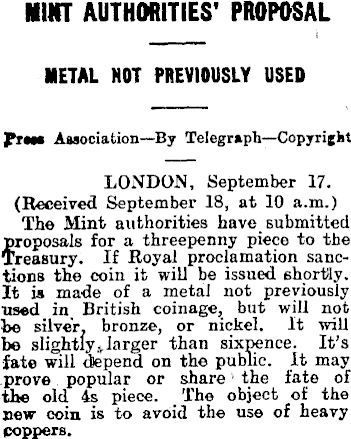 MINT AUTHORITIES' PROPOSAL
METAL NOT PREVIOUSLY USED
Press Association—By Telegraph—Copyright
LONDON, September 17.
(Received September 18, at 10 a.m.)
The Mint authorities have submitted
proposals for a threepenny piece to the
Treasury. If Royal proclamation sanc-
tions the coin it will be issued shortly.
It is made of a metal not previously
used in British coinage, but will not
be silver, bronze, or nickel. It will
be slightly larger than sixpence. It's
fate will depend on the public. It may
prove popular or share the fate of
the old 4s piece. The object of the
new coin is to avoid the use of heavy
coppers.